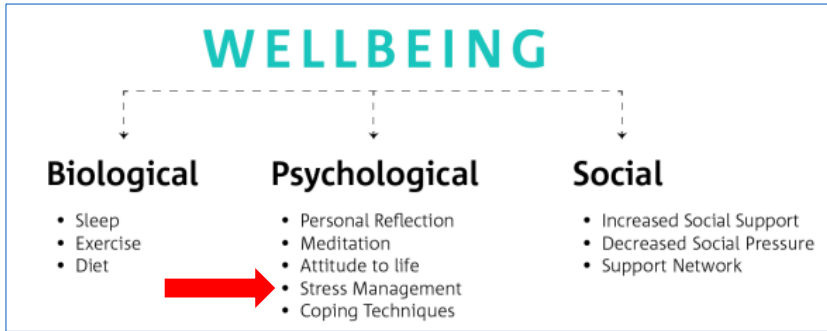 WELLBEING
Biological
• Sleep
• Exercise
• Diet
Psychological
• Personal Reflection
• Meditation
• Attitude to life
• Stress Management
• Coping Techniques
Social
• Increased Social Support
• Decreased Social Pressure
• Support Network